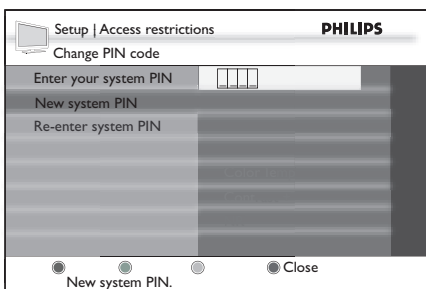 Setup | Access restrictions PHILIPS
Change PIN code
Enter your system PIN
New system PIN
Re-enter system PIN
Close
New system PIN.